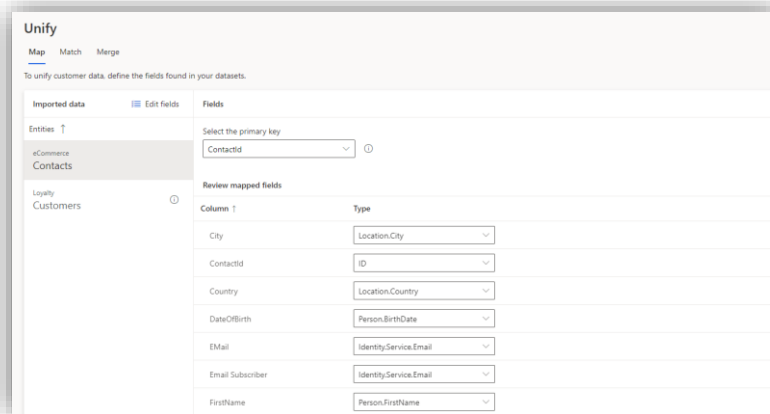 Unify
Map Match Merge
To unify customer data, define the fields found in your datasets.
Imported data Edit fields Fields
Entities ↑ Select the primary key
eCommerce ContactId
Contacts
Loyalty Review mapped fields
Customers Column ↑ Type
City Location.City
ContactId ID
Country Location.Country
DateOfBirth Person.BirthDate
EMail Identity.Service.Email
Email Subscriber Identity.Service.Email
FirstName Person.FirstName